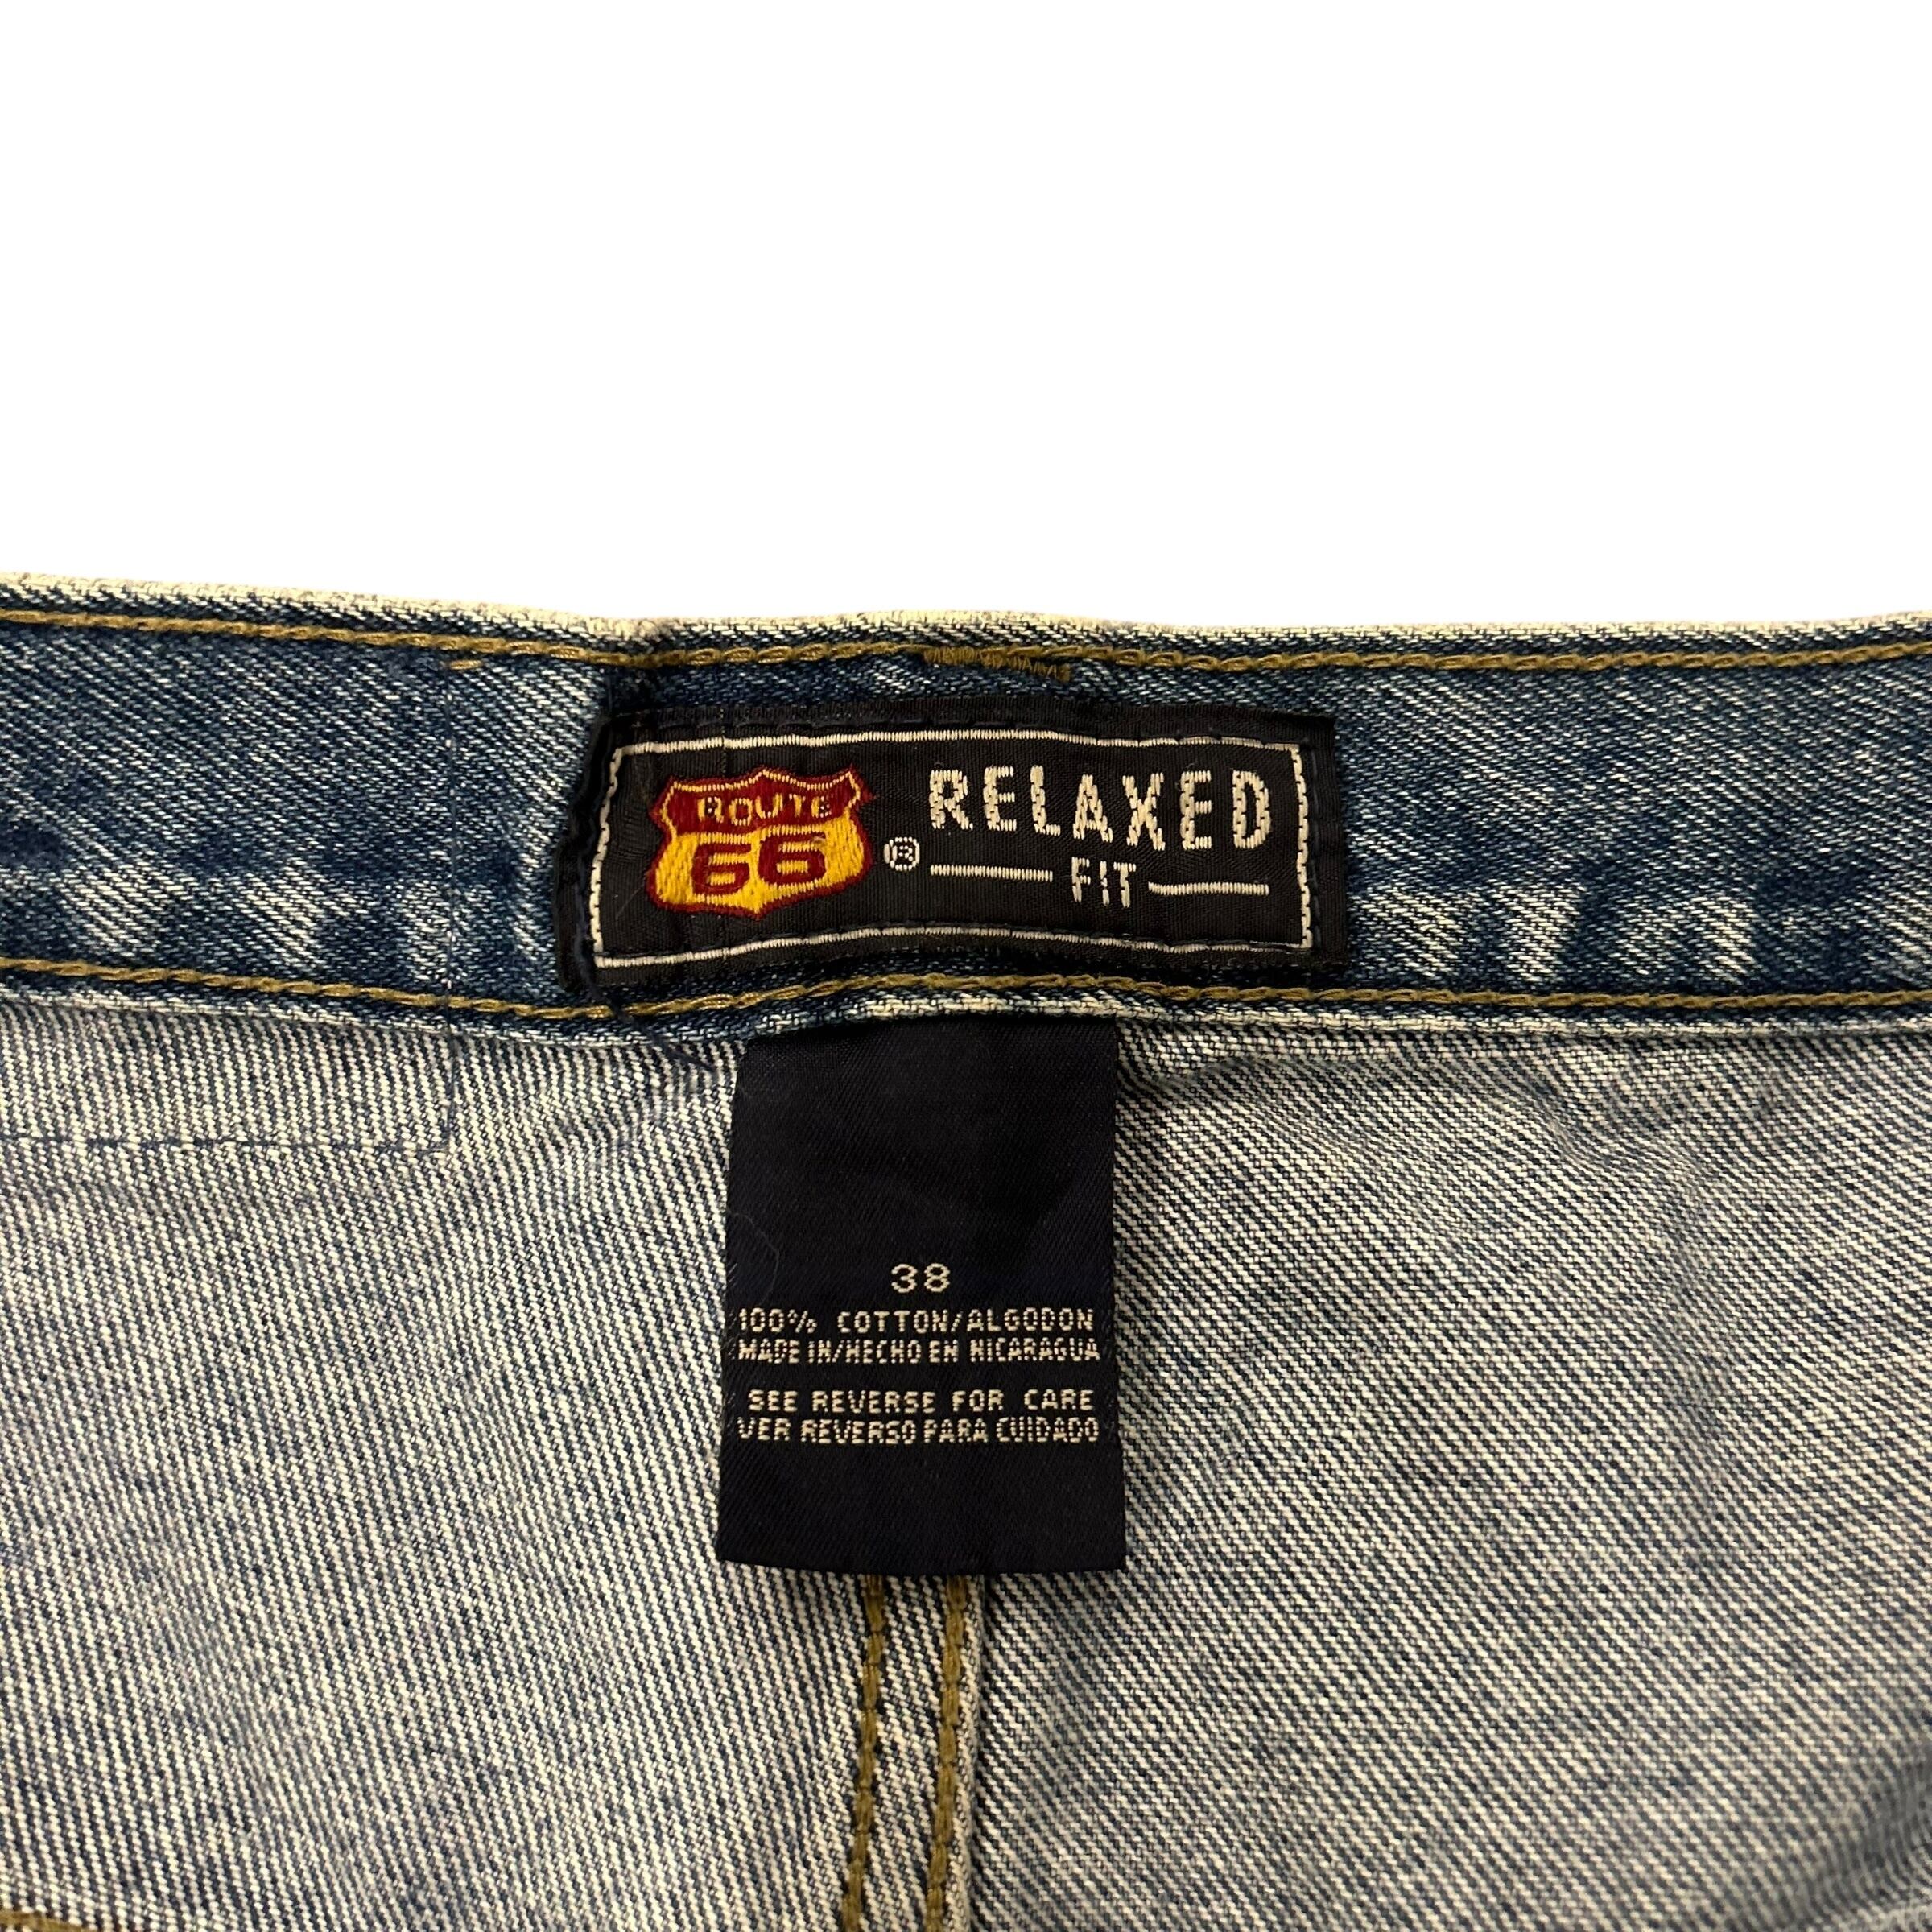 ROUTE
66 ®
RELAXED
FIT
38
100% COTTON/ALGODON
MADE IN/HECHO EN NICARAGUA
SEE REVERSE FOR CARE
VER REVERSO PARA CUIDADO